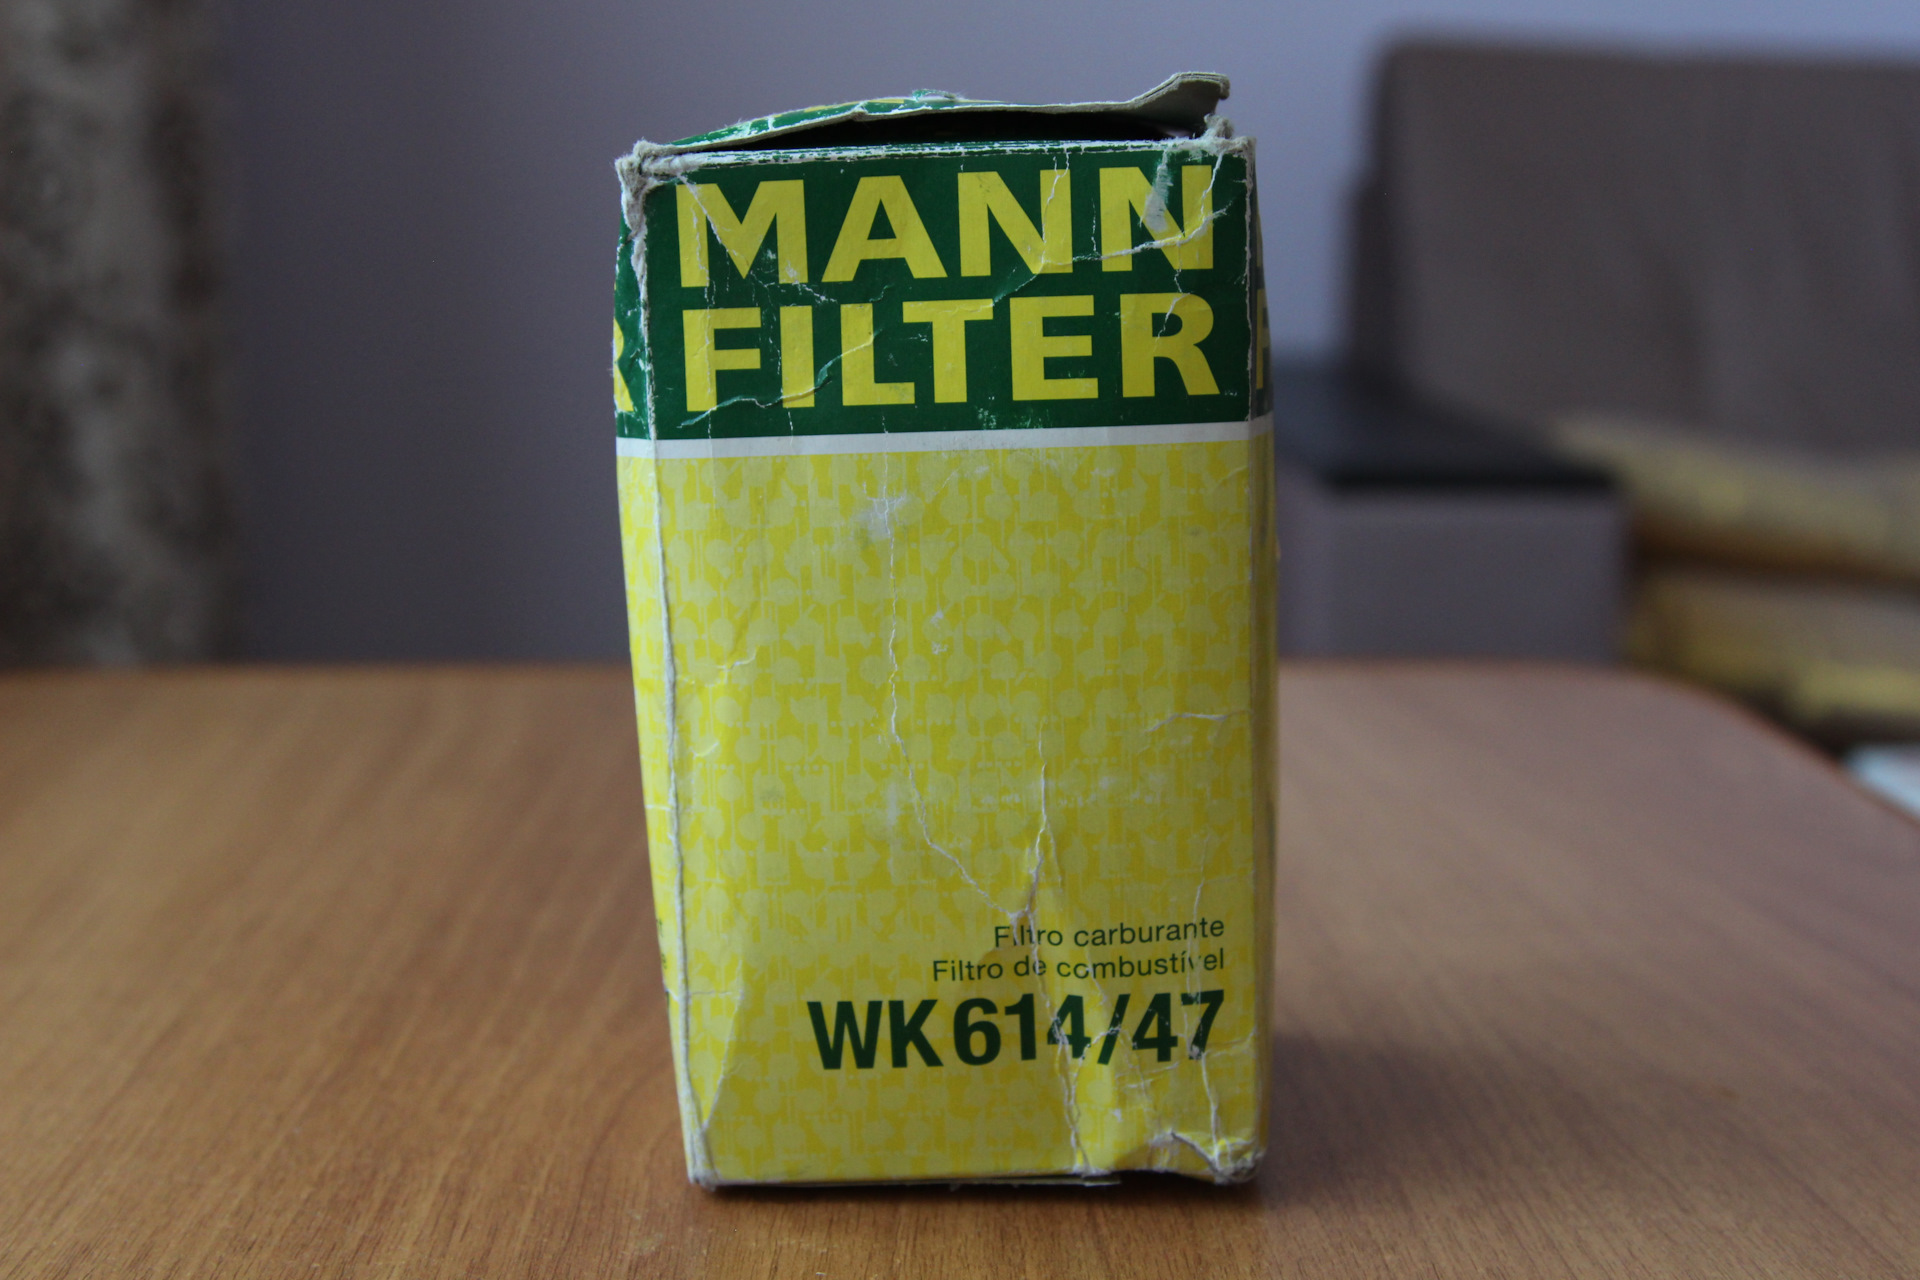 MANN
FILTER
Filtro carburante
Filtro de combustível
WK 614/47